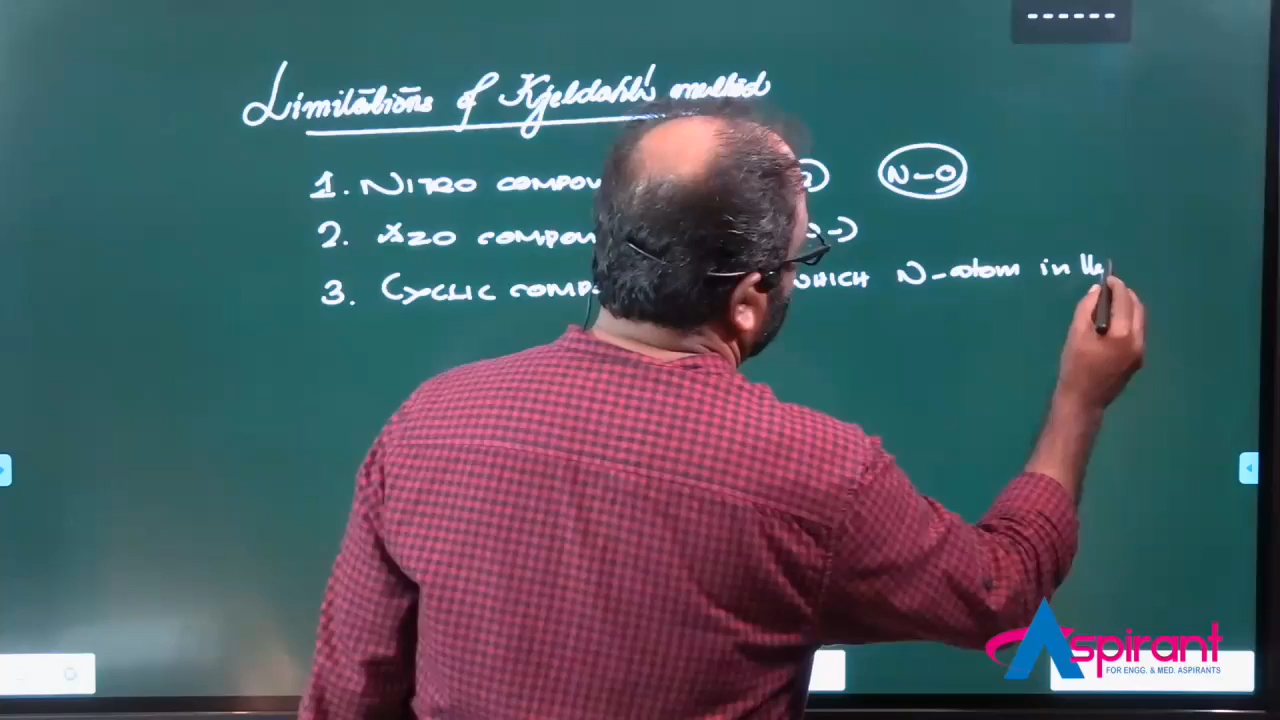 Limitations of Kjeldahl method
1. NITRO COMPOU N-O
2. AZO COMPOU
3. CYCLIC COMP WHICH N-atom in the
Aspirant
FOR ENGG. & MED. ASPIRANTS